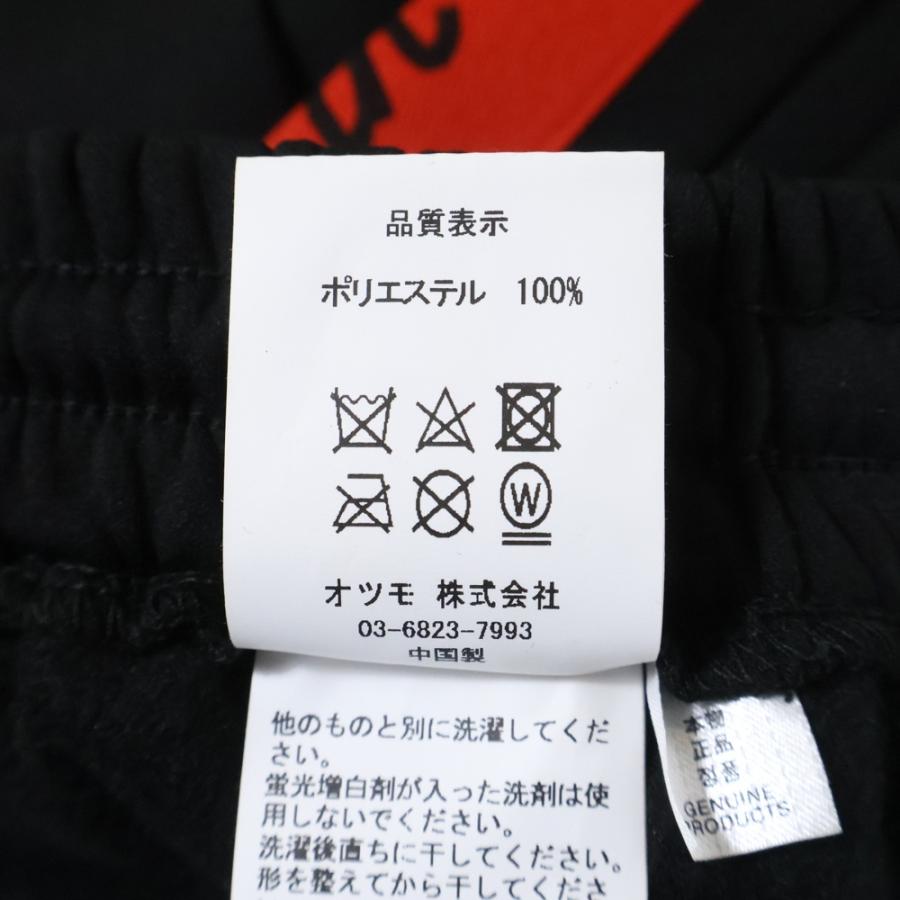 品質表示
ポリエステル 100%
W
オツモ 株式会社
03-6823-7993
中国製
他のものと別に洗濯してくだ
さい。
蛍光増白剤が入った洗剤は使
用しないでください。
洗濯後直ちに干してください。
形を整えてから干してくださ
正品
정품
GENUINE
PRODUCTS